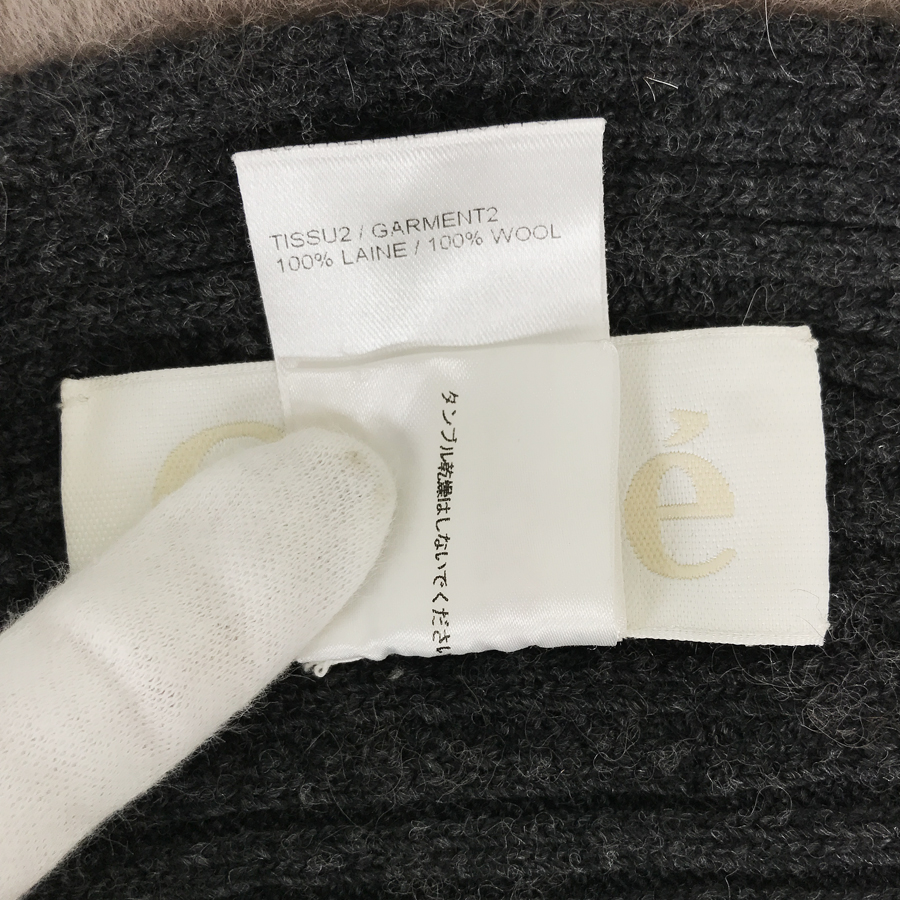 TISSU2 / GARMENT2
100% LAINE / 100% WOOL
タンブル乾燥はしないでください